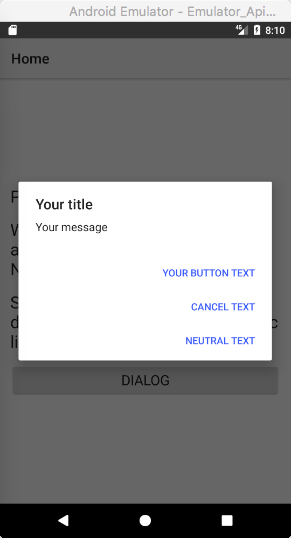 Android Emulator - Emulator_Api...
8:10
Home
P
W
a
N
Your title
Your message
YOUR BUTTON TEXT
CANCEL TEXT
NEUTRAL TEXT
S
d
c
li
DIALOG